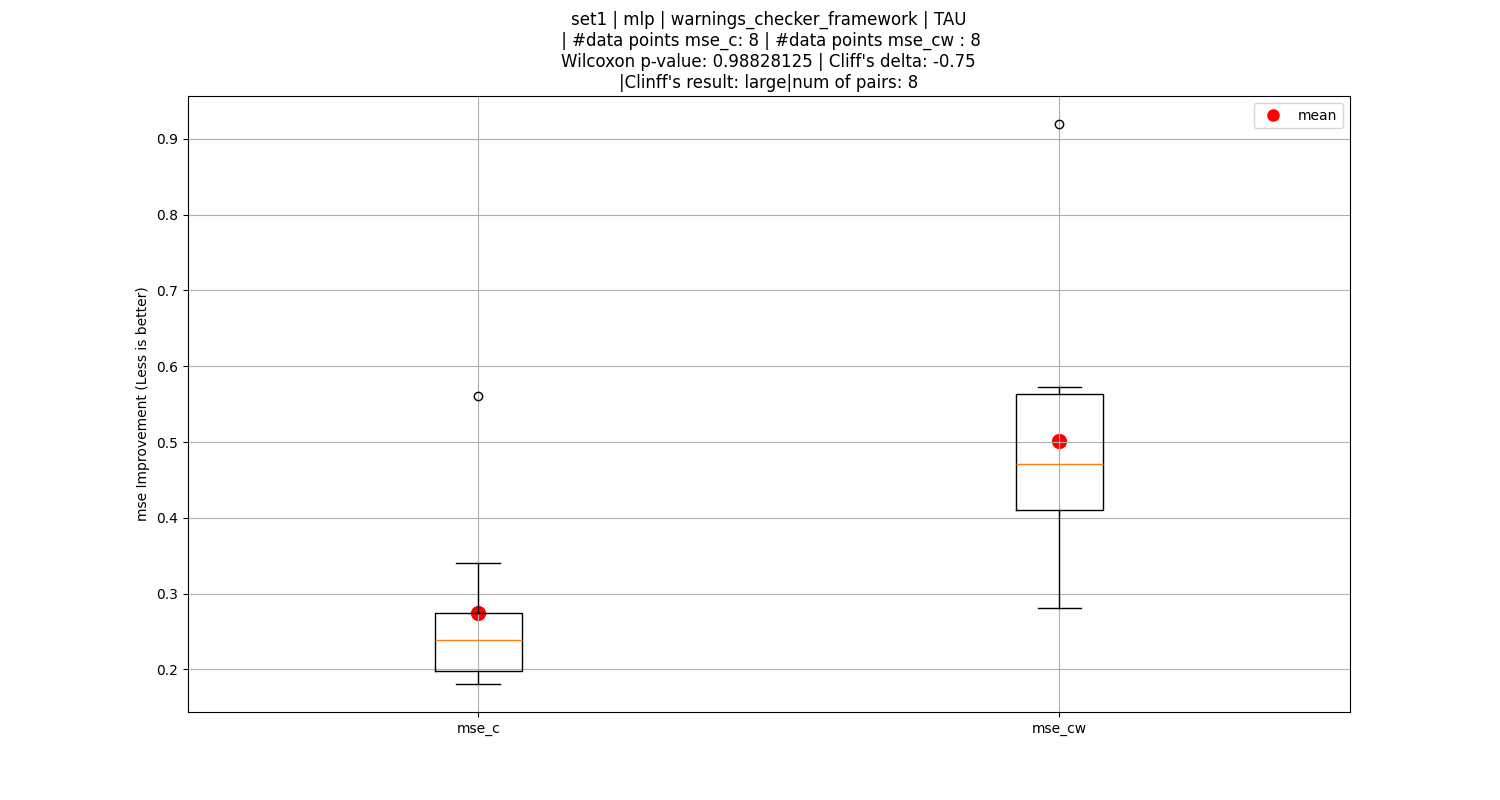 set1 | mlp | warnings_checker_framework | TAU
| #data points mse_c: 8 | #data points mse_cw : 8
Wilcoxon p-value: 0.98828125 | Cliff's delta: -0.75
|Clinff's result: large|num of pairs: 8
mean
mse Improvement (Less is better)
0.9
0.8
0.7
0.6
0.5
0.4
0.3
0.2
mse_c
mse_cw